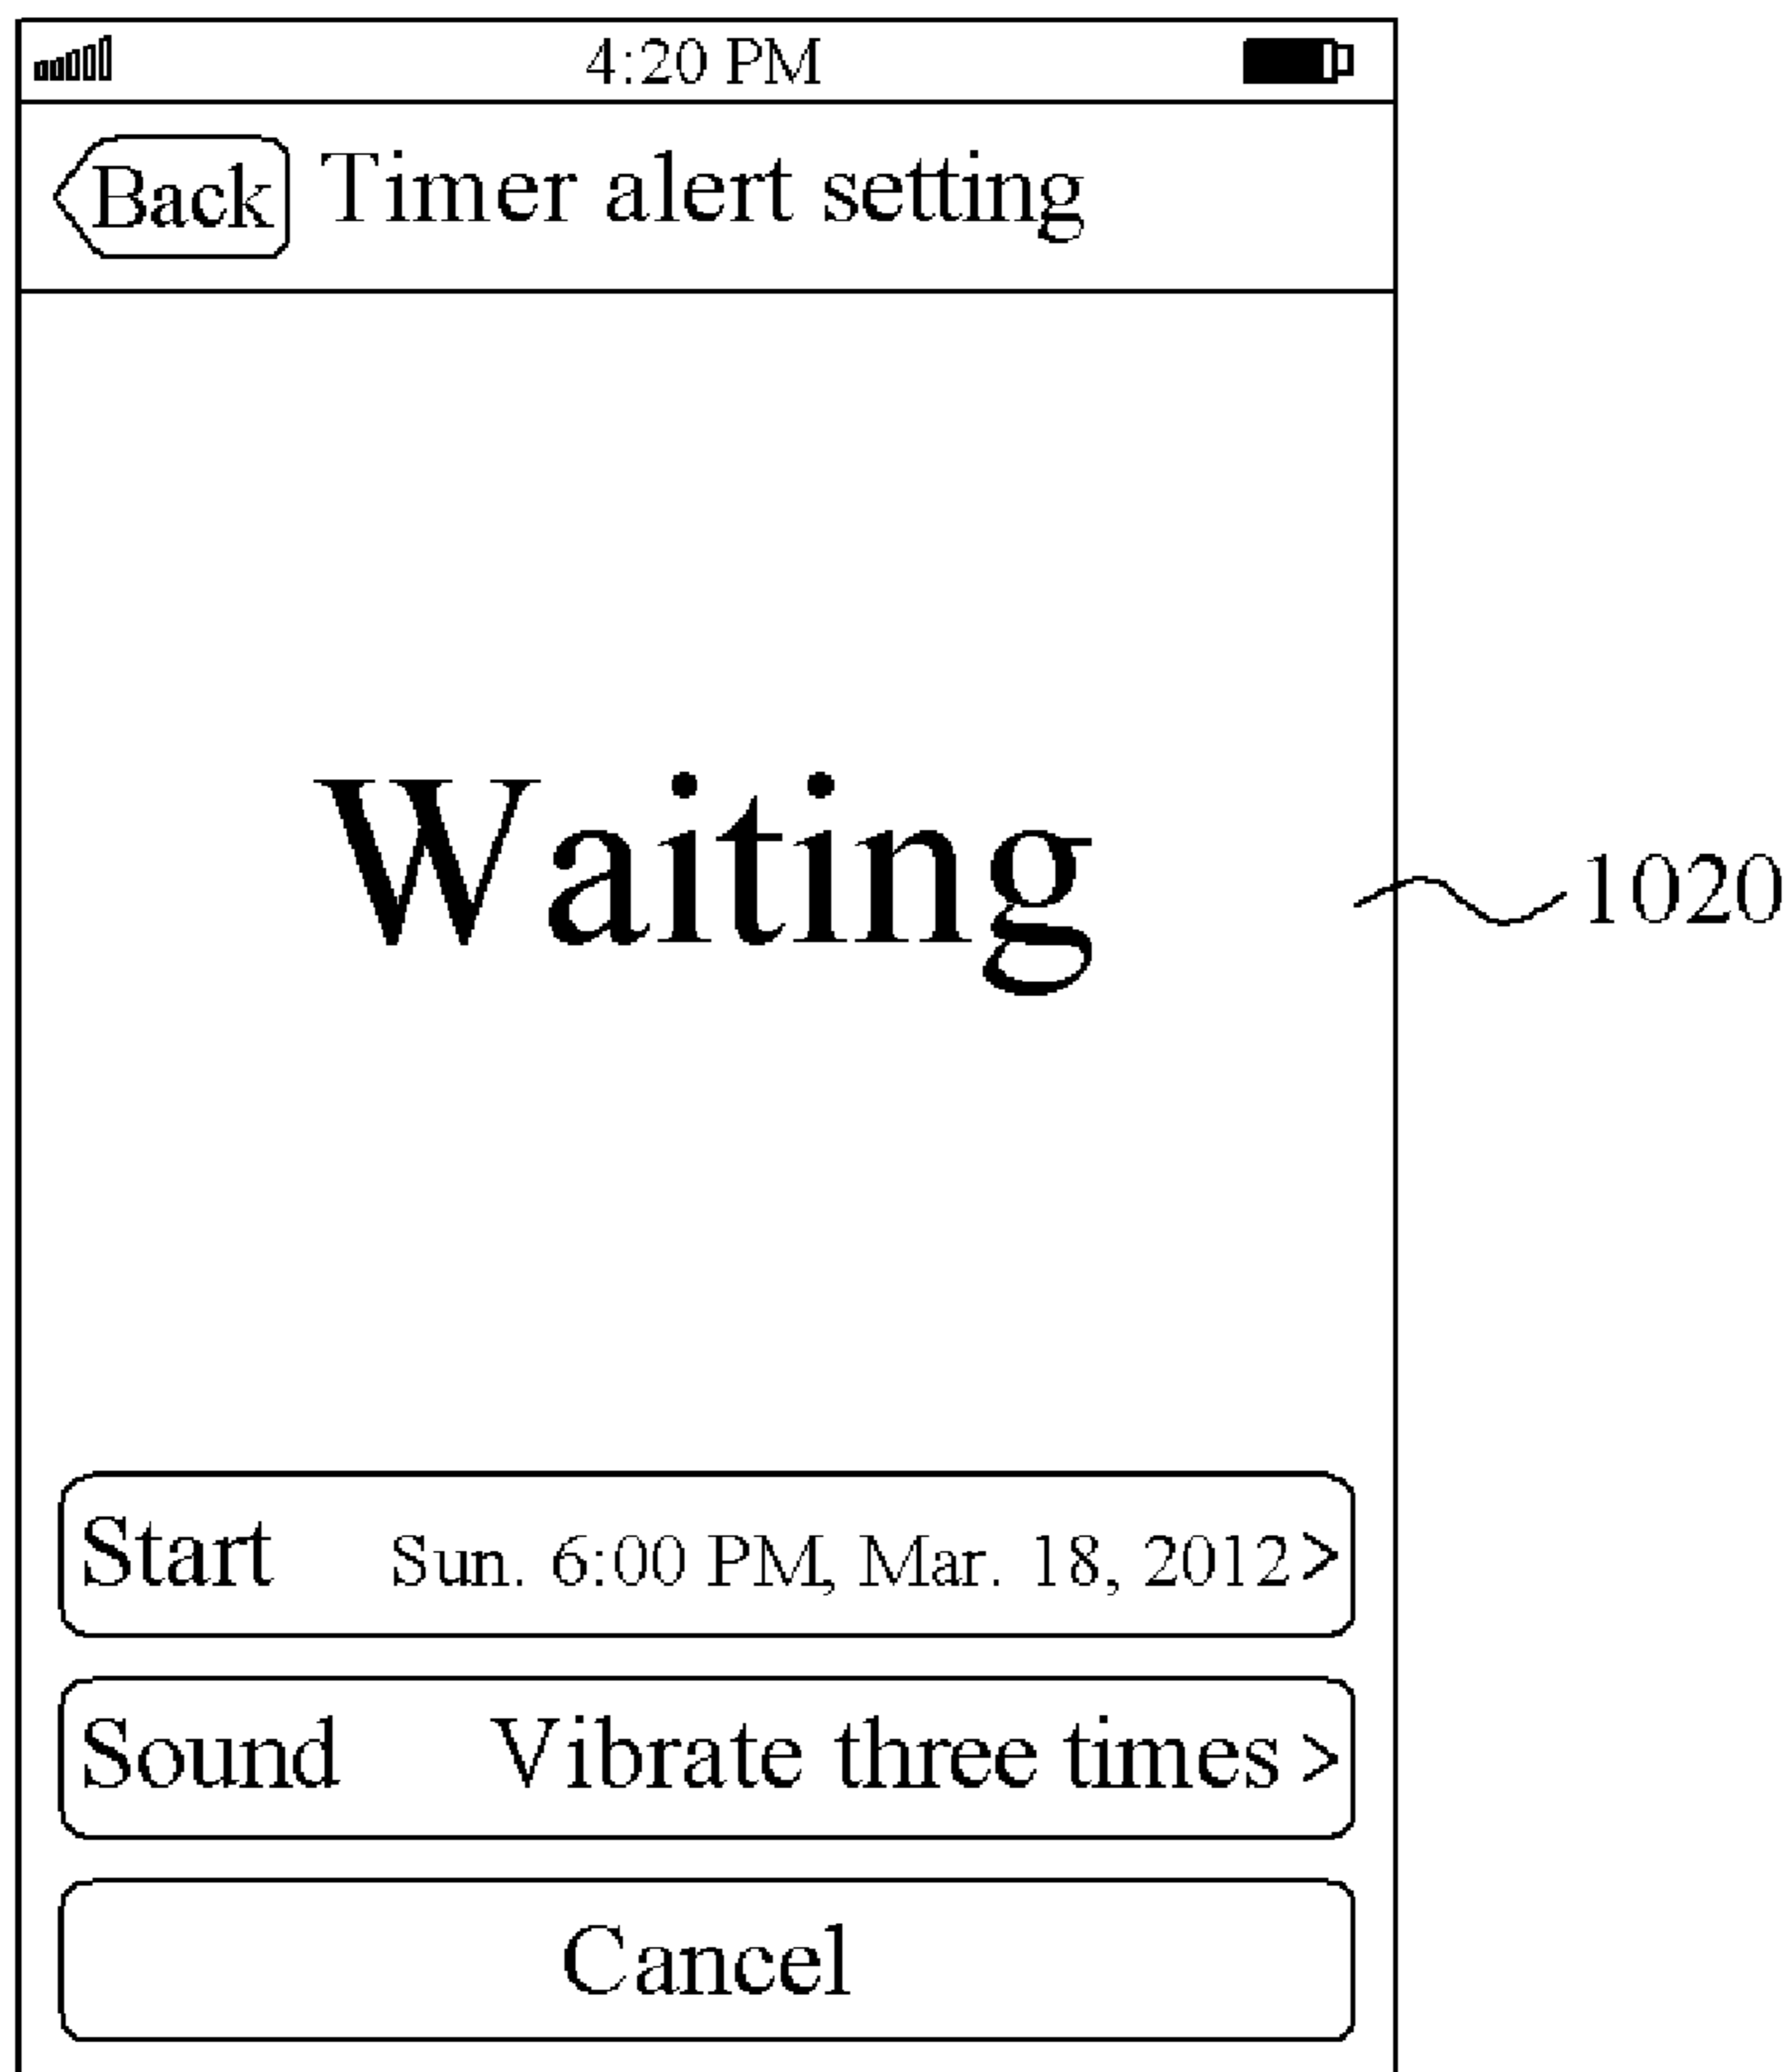 4:20 PM
Back Timer alert setting
Waiting
1020
Start Sun. 6:00 PM, Mar. 18, 2012 >
Sound Vibrate three times >
Cancel